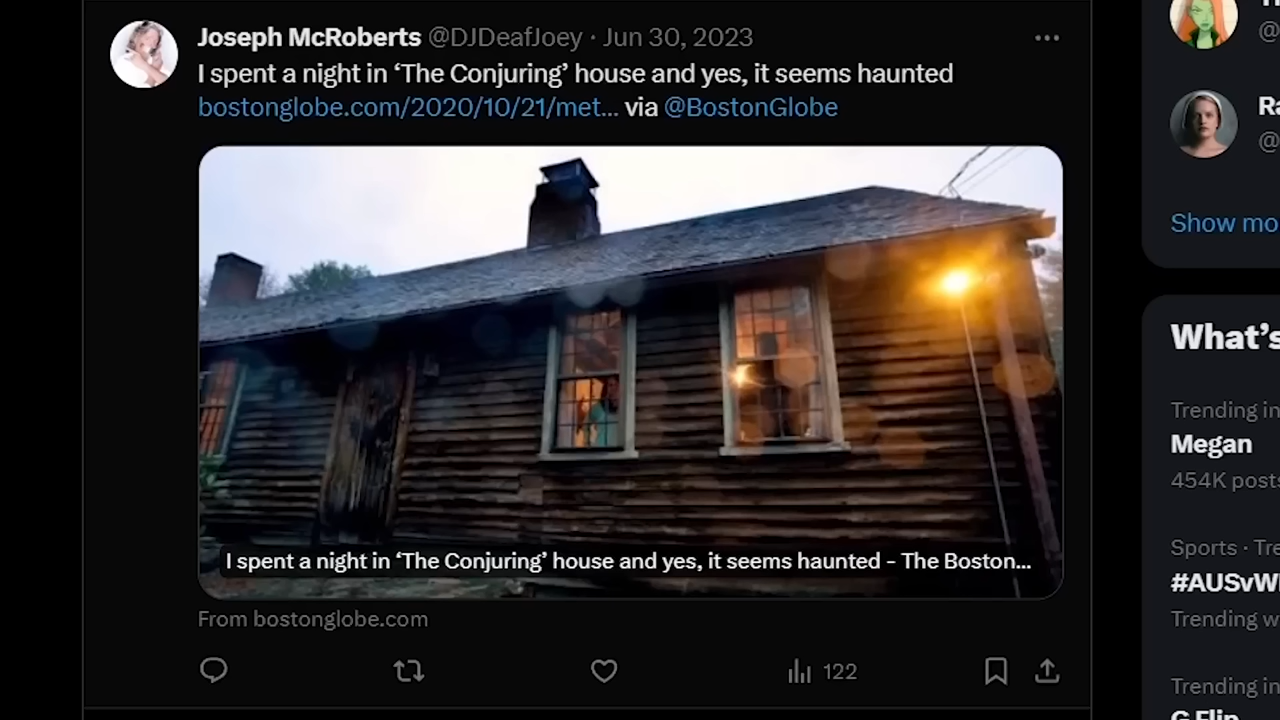 Joseph McRoberts @DJDeafJoey · Jun 30, 2023
I spent a night in ‘The Conjuring’ house and yes, it seems haunted
bostonglobe.com/2020/10/21/met... via @BostonGlobe
I spent a night in ‘The Conjuring’ house and yes, it seems haunted - The Boston...
From bostonglobe.com
122
@
Ra
@
Show mo
What’s
Trending in
Megan
454K posts
Sports · Tre
#AUSvW
Trending w
Trending in